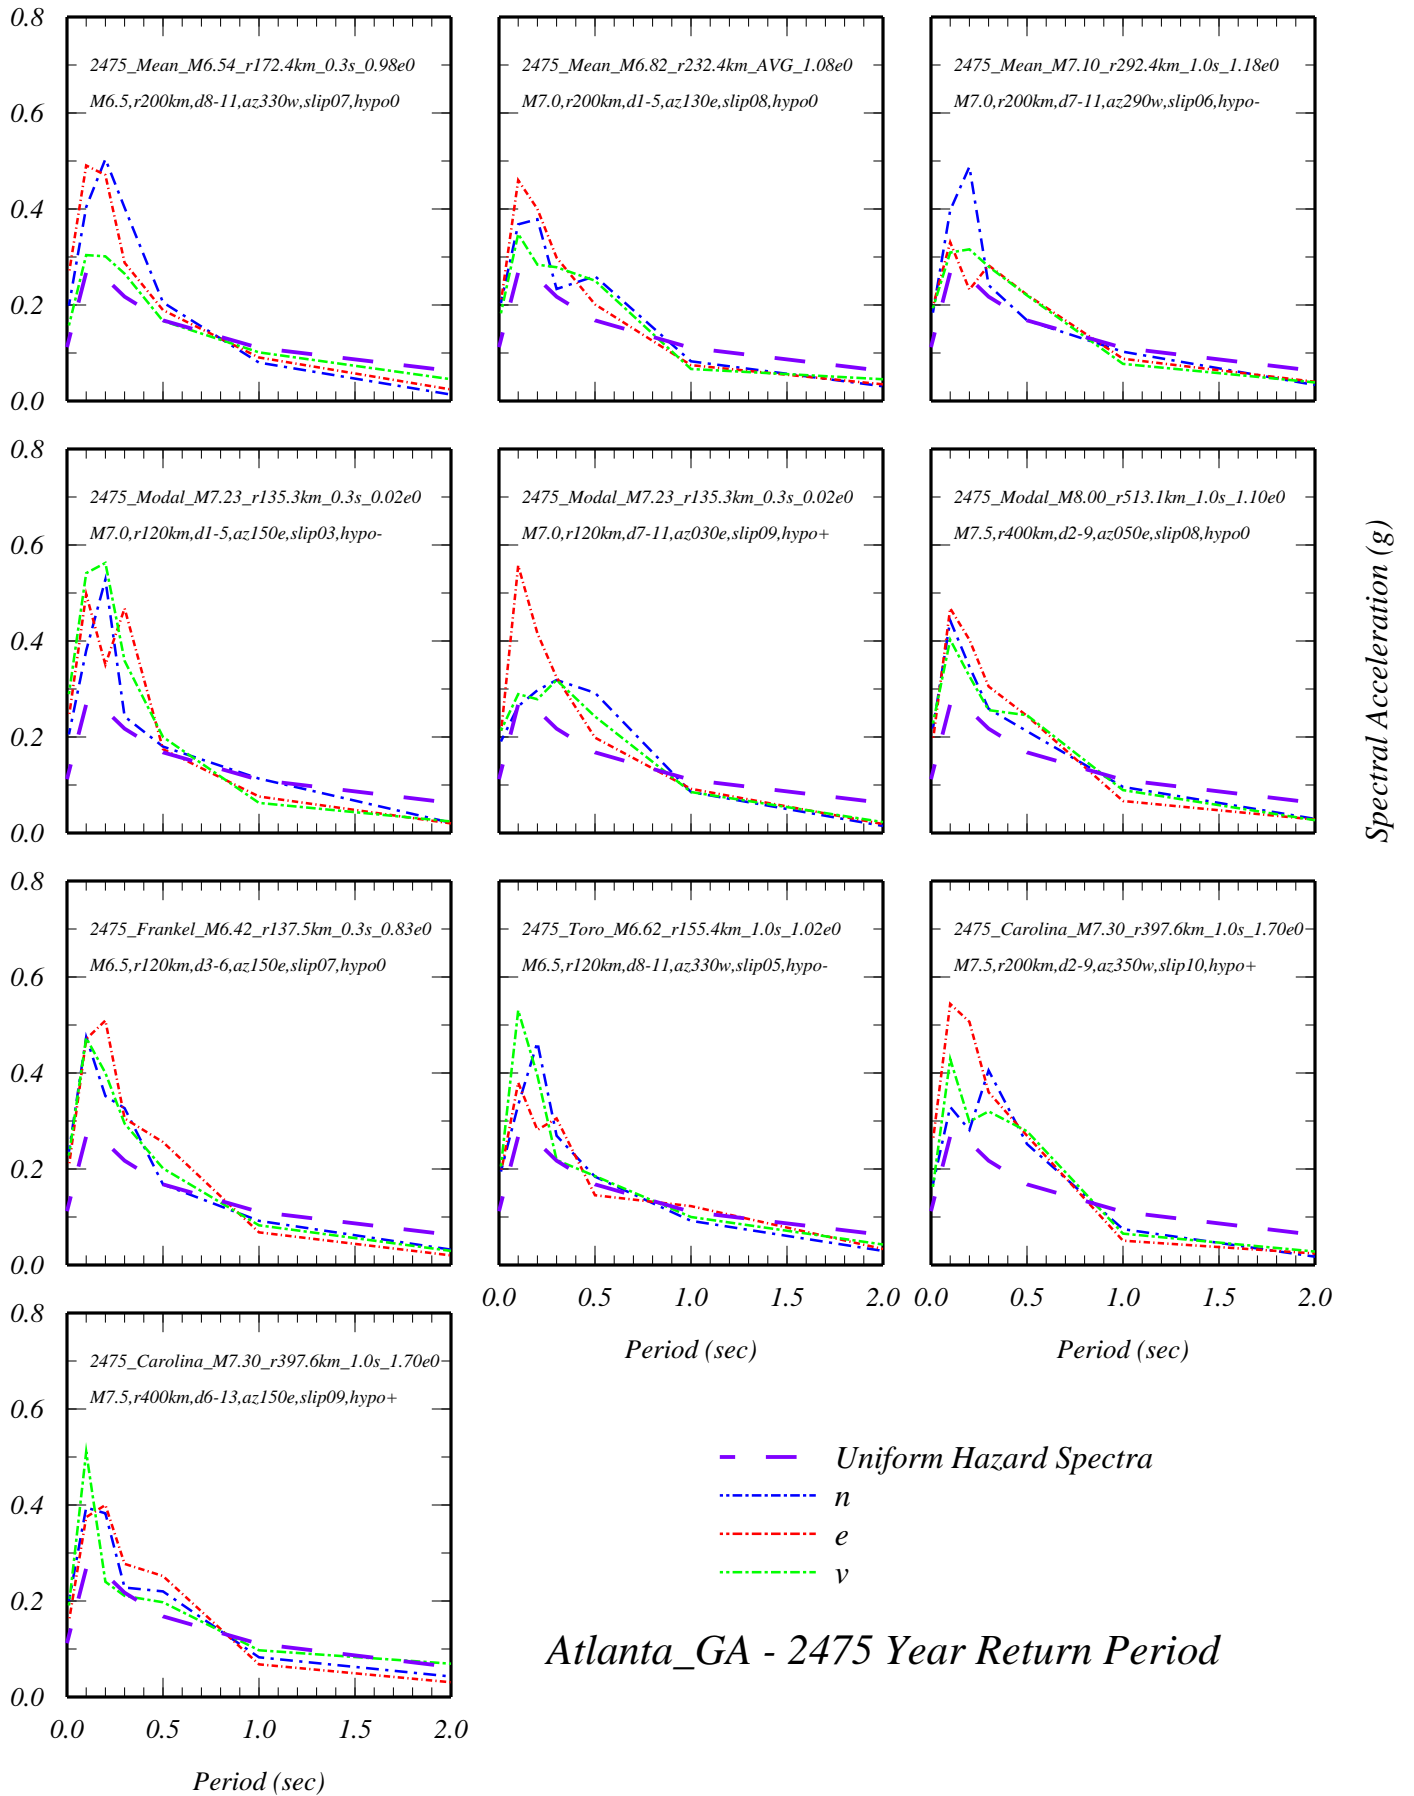 0.8
0.6
0.4
0.2
0.0
2475_Mean_M6.54_r172.4km_0.3s_0.98e0
M6.5,r200km,d8-11,az330w,slip07,hypo0
2475_Mean_M6.82_r232.4km_AVG_1.08e0
M7.0,r200km,d1-5,az130e,slip08,hypo0
2475_Mean_M7.10_r292.4km_1.0s_1.18e0
M7.0,r200km,d7-11,az290w,slip06,hypo-
0.8
0.6
0.4
0.2
0.0
2475_Modal_M7.23_r135.3km_0.3s_0.02e0
M7.0,r120km,d1-5,az150e,slip03,hypo-
2475_Modal_M7.23_r135.3km_0.3s_0.02e0
M7.0,r120km,d7-11,az030e,slip09,hypo+
2475_Modal_M8.00_r513.1km_1.0s_1.10e0
M7.5,r400km,d2-9,az050e,slip08,hypo0
Spectral Acceleration (g)
0.8
0.6
0.4
0.2
0.0
2475_Frankel_M6.42_r137.5km_0.3s_0.83e0
M6.5,r120km,d3-6,az150e,slip07,hypo0
2475_Toro_M6.62_r155.4km_1.0s_1.02e0
M6.5,r120km,d8-11,az330w,slip05,hypo-
2475_Carolina_M7.30_r397.6km_1.0s_1.70e0
M7.5,r200km,d2-9,az350w,slip10,hypo+
0.0 0.5 1.0 1.5 2.0
Period (sec)
0.0 0.5 1.0 1.5 2.0
Period (sec)
0.8
0.6
0.4
0.2
0.0
2475_Carolina_M7.30_r397.6km_1.0s_1.70e0
M7.5,r400km,d6-13,az150e,slip09,hypo+
0.0 0.5 1.0 1.5 2.0
Period (sec)
Uniform Hazard Spectra
n
e
v
Atlanta_GA - 2475 Year Return Period